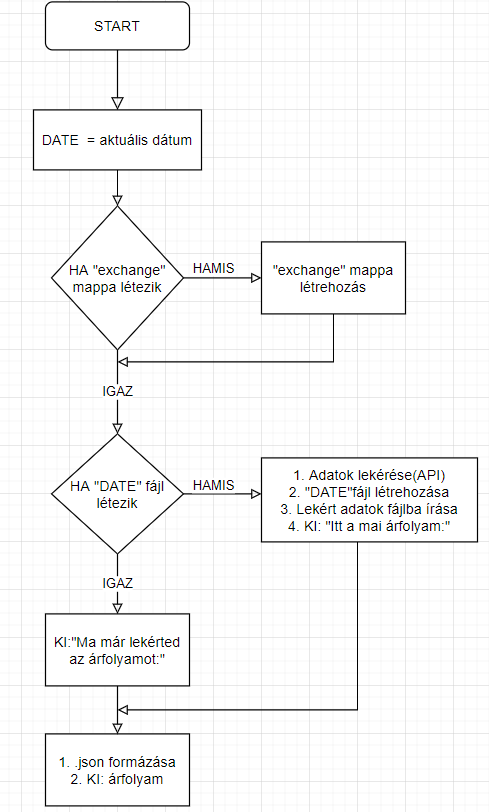 START
DATE = aktuális dátum
HA "exchange"
mappa létezik
HAMIS
"exchange" mappa
létrehozás
IGAZ
HA "DATE" fájl
létezik
HAMIS
1. Adatok lekérése(API)
2. "DATE"fájl létrehozása
3. Lekért adatok fájlba írása
4. KI: "Itt a mai árfolyam:"
IGAZ
KI:"Ma már lekérted
az árfolyamot:"
1. .json formázása
2. KI: árfolyam